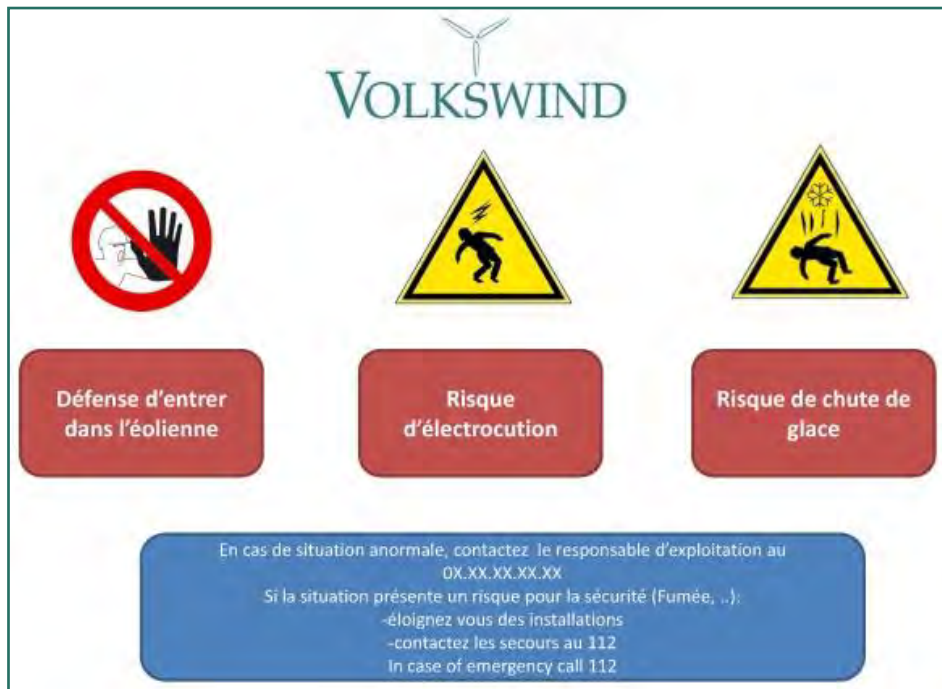 VOLKSWIND
Défense d'entrer
dans l'éolienne
Risque
d'électrocution
Risque de chute de
glace
En cas de situation anormale, contactez le responsable d'exploitation au
0X.XX.XX.XX.XX
Si la situation présente un risque pour la sécurité (Fumée, ..):
-éloignez vous des installations
-contactez les secours au 112
In case of emergency call 112